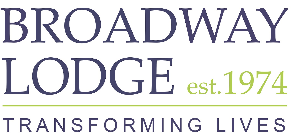 BROADWAY
LODGE est.1974
TRANSFORMING LIVES